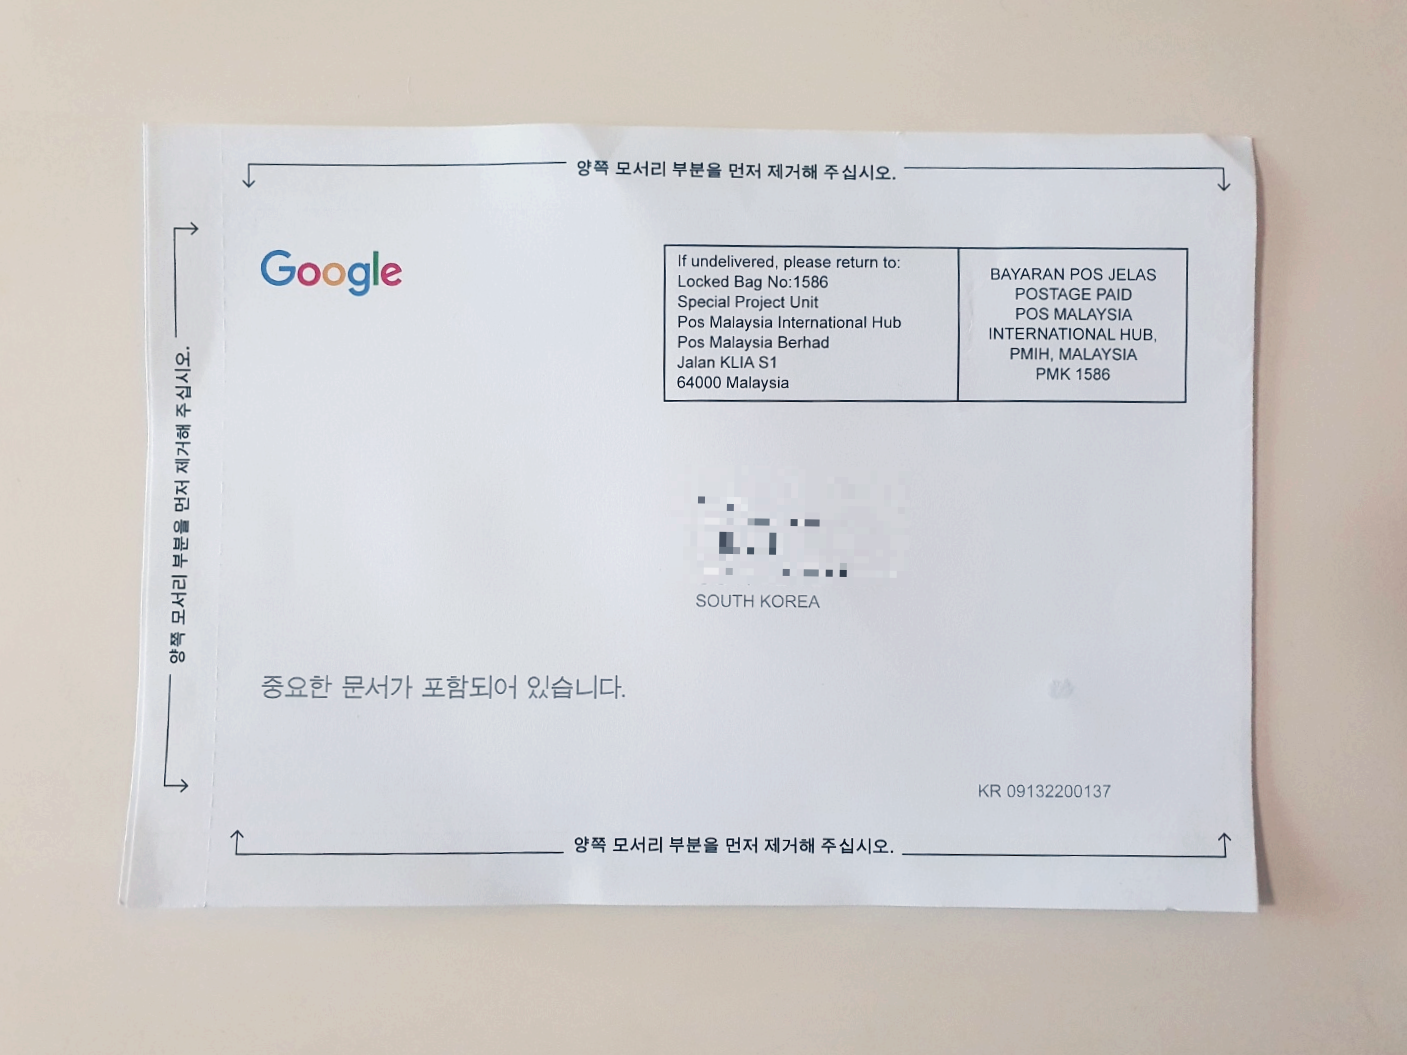 양쪽 모서리 부분을 먼저 제거해 주십시오.
양쪽 모서리 부분을 먼저 제거해 주십시오.
Google
If undelivered, please return to:
Locked Bag No:1586
Special Project Unit
Pos Malaysia International Hub
Pos Malaysia Berhad
Jalan KLIA S1
64000 Malaysia
BAYARAN POS JELAS
POSTAGE PAID
POS MALAYSIA
INTERNATIONAL HUB,
PMIH, MALAYSIA
PMK 1586
SOUTH KOREA
중요한 문서가 포함되어 있습니다.
KR 09132200137
양쪽 모서리 부분을 먼저 제거해 주십시오.